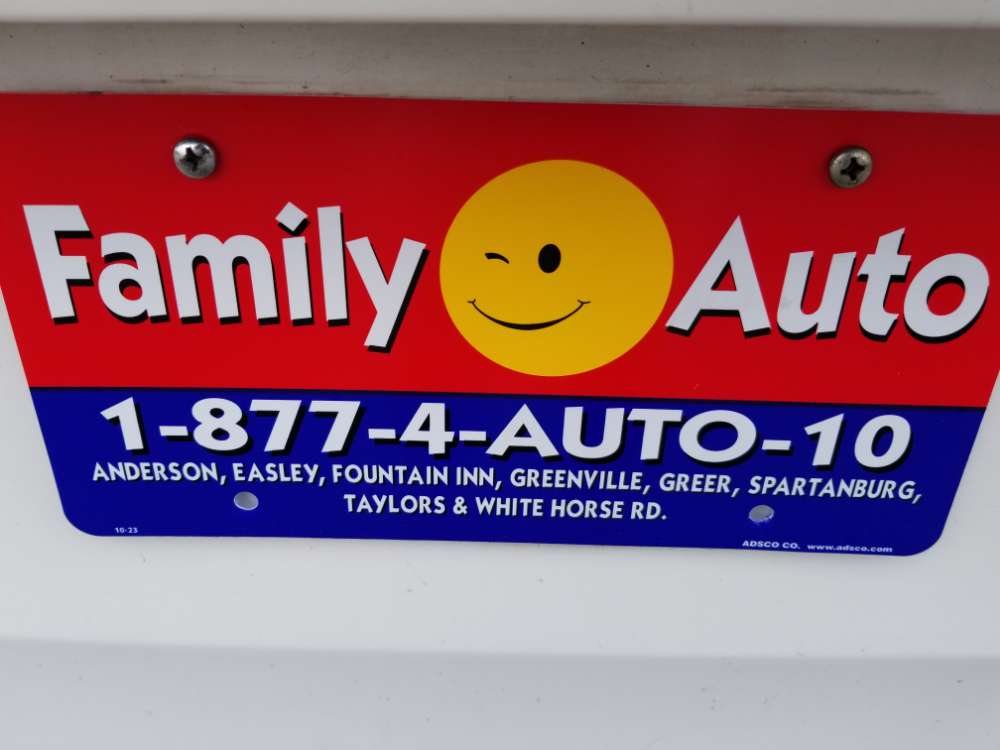 Family Auto
1-877-4-AUTO-10
ANDERSON, EASLEY, FOUNTAIN INN, GREENVILLE, GREER, SPARTANBURG,
TAYLORS & WHITE HORSE RD.
10-23
ADSCO CO. www.adsco.com